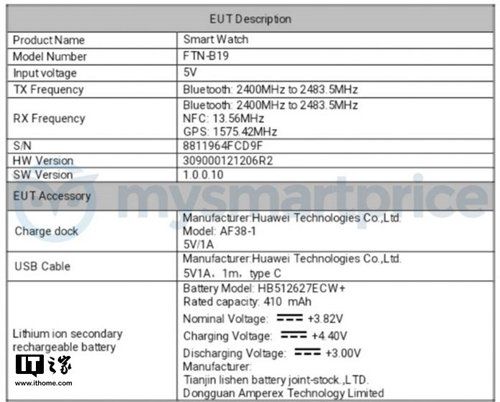 EUT Description
Product Name Smart Watch
Model Number FTN-B19
Input voltage 5V
TX Frequency Bluetooth: 2400MHz to 2483.5MHz
RX Frequency Bluetooth: 2400MHz to 2483.5MHz
NFC: 13.56MHz
GPS: 1575.42MHz
S/N 8811964FCD9F
HW Version 309000121206R2
SW Version 1.0.0.10
EUT Accessory
mysmartprice
Charge dock Manufacturer:Huawei Technologies Co.,Ltd.
Model: AF38-1
5V/1A
USB Cable Manufacturer:Huawei Technologies Co.,Ltd.
5V1A, 1m, type C
Lithium ion secondary
rechargeable battery
Battery Model: HB512627ECW+
Rated capacity: 410 mAh
Nominal Voltage: +3.82V
Charging Voltage: +4.40V
Discharging Voltage: +3.00V
Manufacturer:
Tianjin lishen battery joint-stock.,LTD.
Dongguan Amperex Technology Limited
IT之家
www.ithome.com